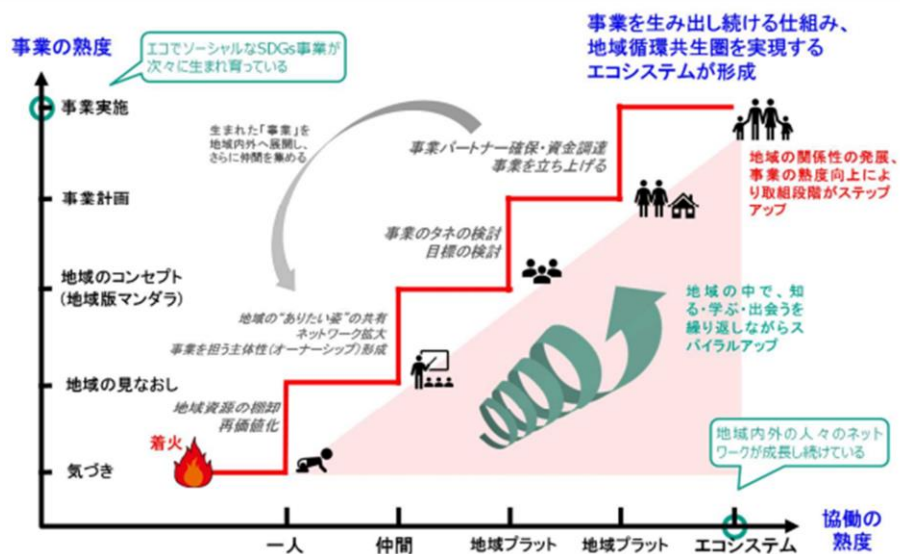 事業の熟度
エコでソーシャルなSDGs事業が
次々に生まれ育っている
事業を生み出し続ける仕組み、
地域循環共生圏を実現する
エコシステムが形成
事業実施
生まれた「事業」を
地域内外へ展開し、
さらに仲間を集める
事業パートナー確保・資金調達
事業を立ち上げる
地域の関係性の発展、
事業の熟度向上によ
り取組段階がステップ
アップ
事業計画
事業のタネの検討
目標の検討
地域のコンセプト
(地域版マンダラ)
地域の中で、知
る・学ぶ・出会うを
繰り返しながらス
パイラルアップ
地域の“ありたい姿”の共有
ネットワーク拡大
事業を担う主体性(オーナーシップ)形成
地域の見なおし
地域資源の棚卸
再価値化
着火
地域内外の人々のネット
ワークが成長し続けている
気づき
一人
仲間
地域プラット
地域プラット
エコシステム
協働の
熟度